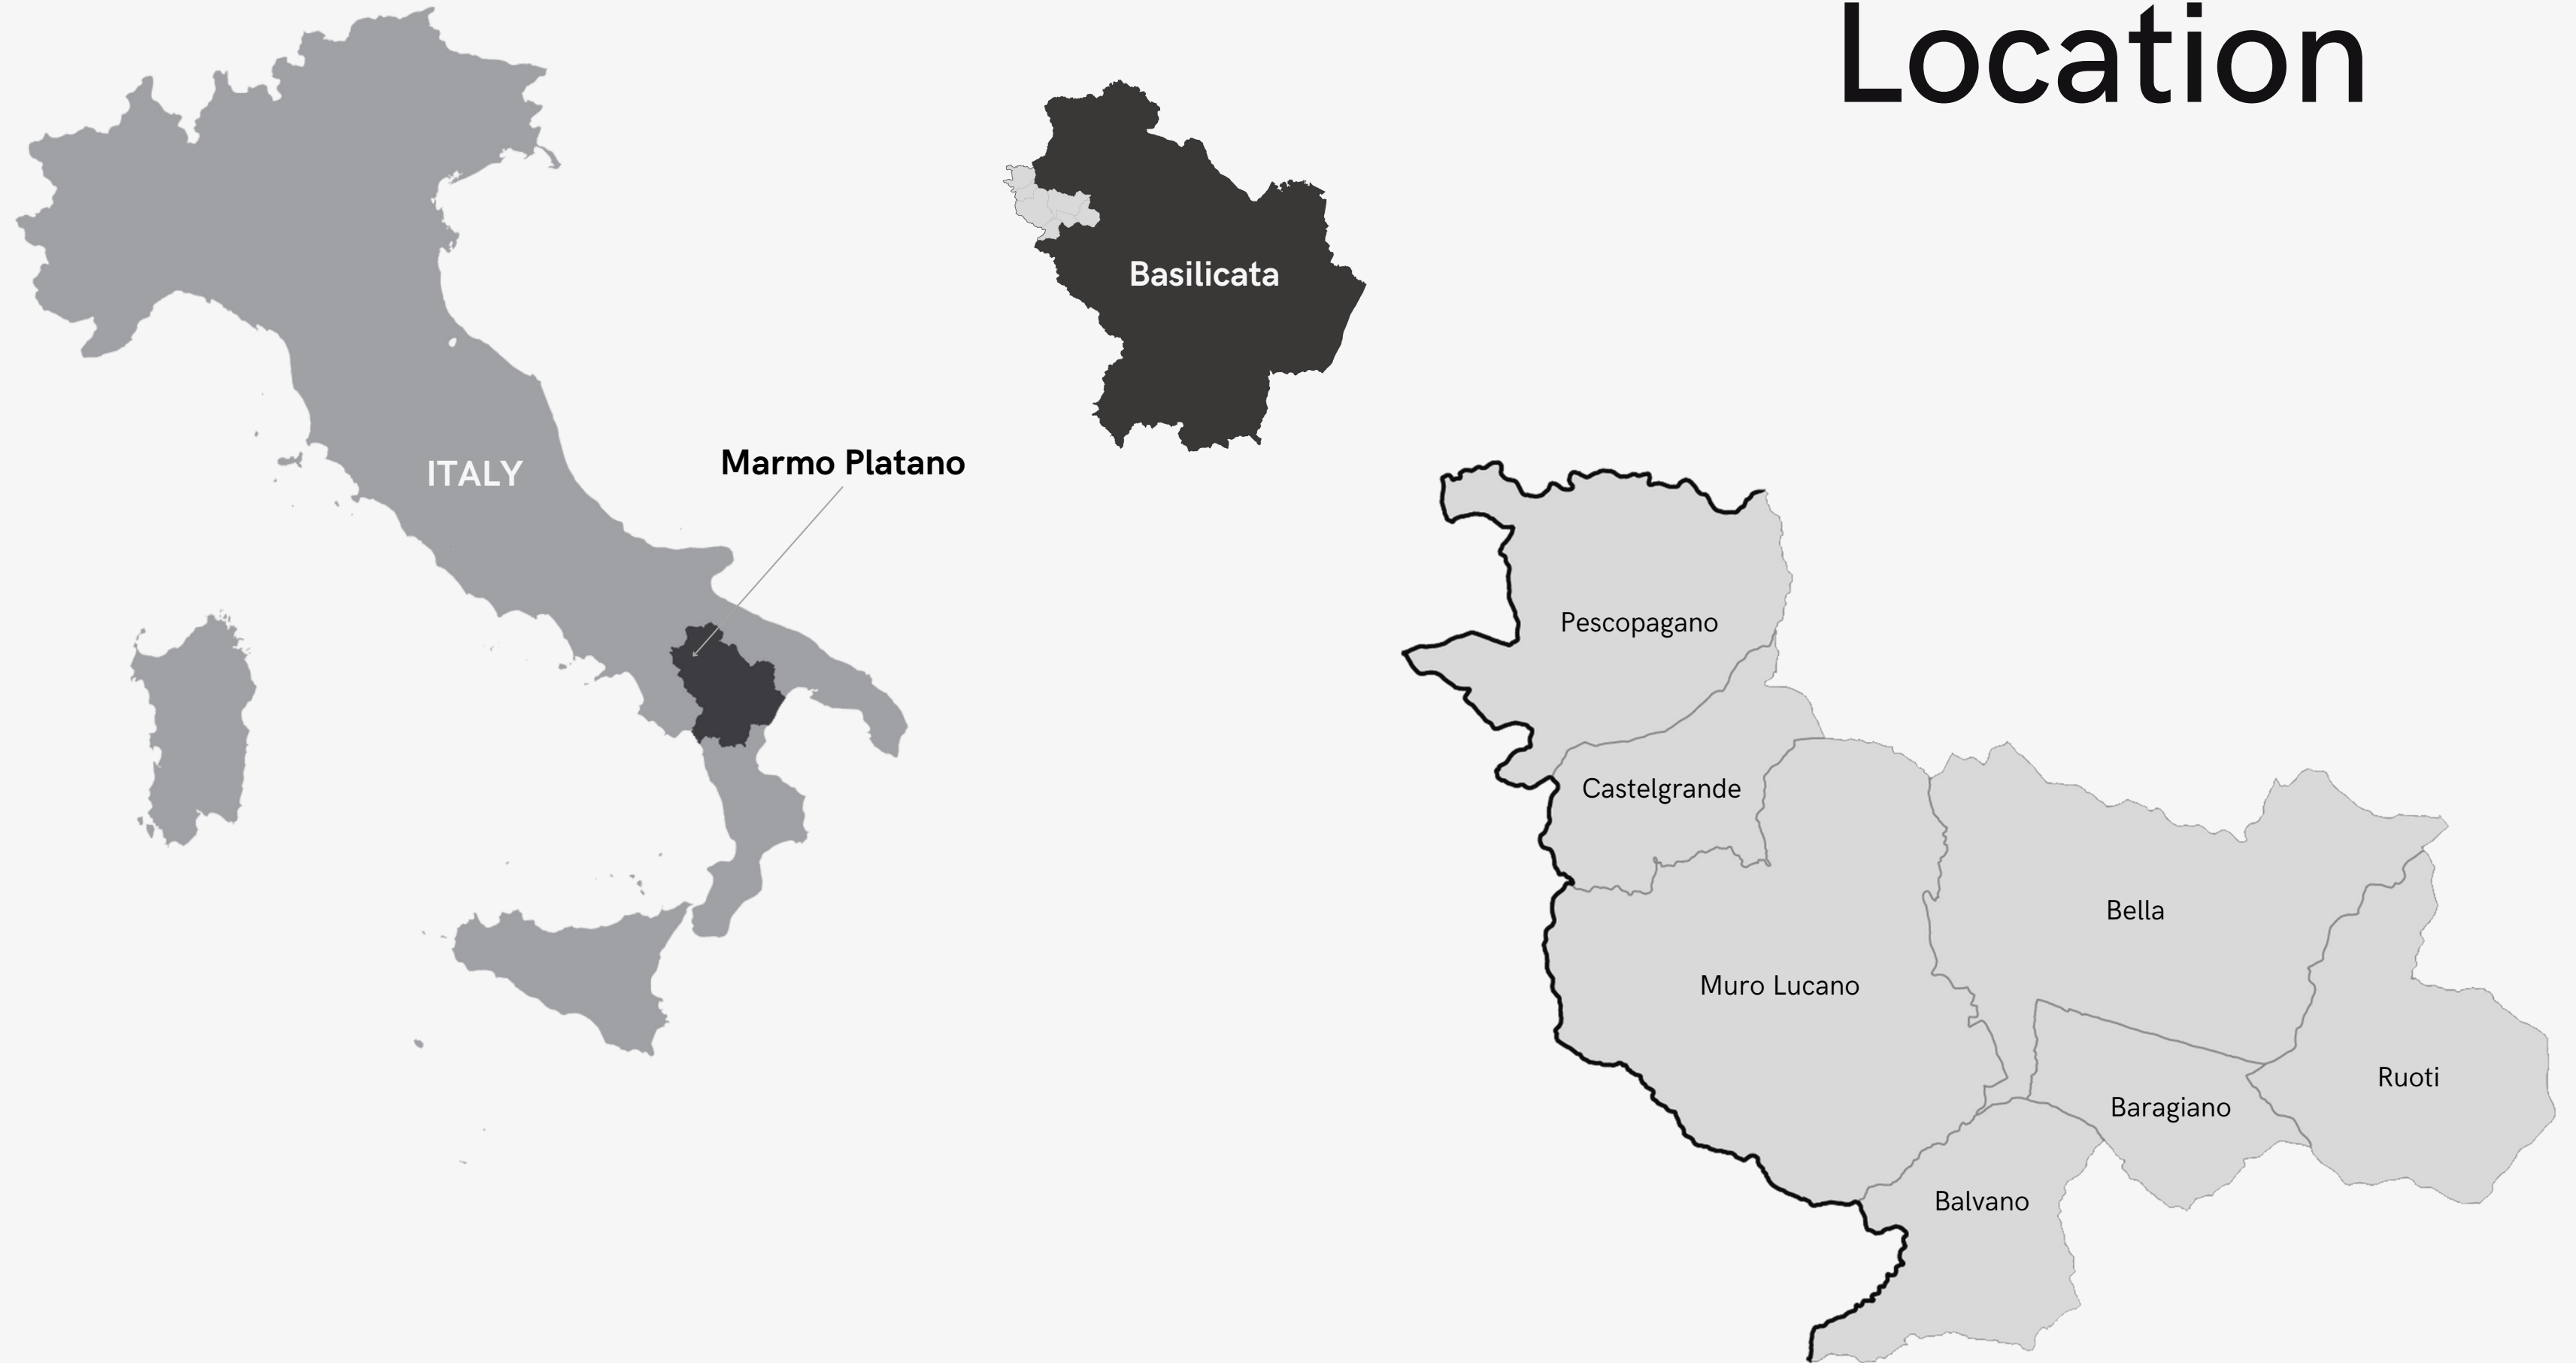 Location
Basilicata
ITALY
Marmo Platano
Pescopagano
Castelgrande
Muro Lucano
Bella
Ruoti
Baragiano
Balvano